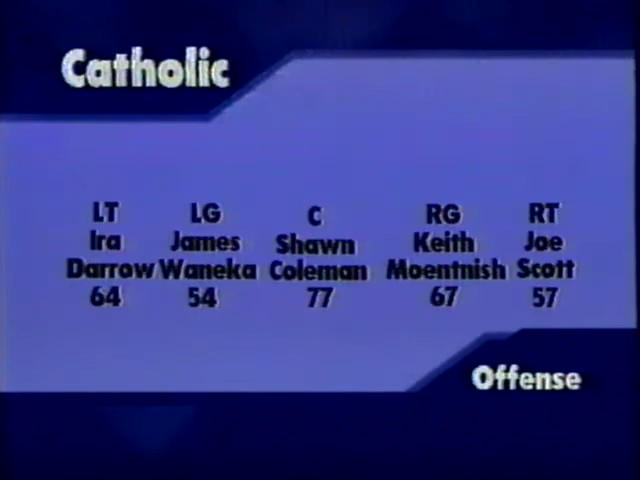 Catholic
LT LG C RG RT
Ira James Shawn Keith Joe
Darrow Waneka Coleman Moentnish Scott
64 54 77 67 57
Offense